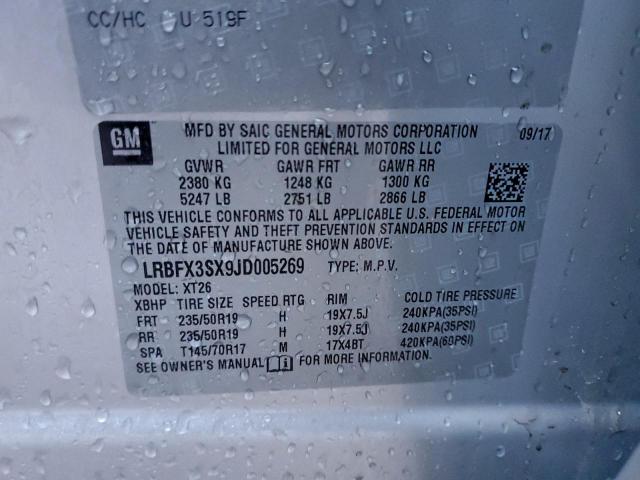 CC/HC U 519F
GM MFD BY SAIC GENERAL MOTORS CORPORATION 09/17
LIMITED FOR GENERAL MOTORS LLC
GVWR GAWR FRT GAWR RR
2380 KG 1248 KG 1300 KG
5247 LB 2751 LB 2866 LB
THIS VEHICLE CONFORMS TO ALL APPLICABLE U.S. FEDERAL MOTOR
VEHICLE SAFETY AND THEFT PREVENTION STANDARDS IN EFFECT ON
THE DATE OF MANUFACTURE SHOWN ABOVE.
LRBFX3SX9JD005269 TYPE: M.P.V.
MODEL: XT26
XBHP TIRE SIZE SPEED RTG RIM COLD TIRE PRESSURE
FRT 235/50R19 H 19X7.5J 240KPA(35PSI)
RR 235/50R19 H 19X7.5J 240KPA(35PSI)
SPA T145/70R17 M 17X4BT 420KPA(60PSI)
SEE OWNER'S MANUAL i FOR MORE INFORMATION.